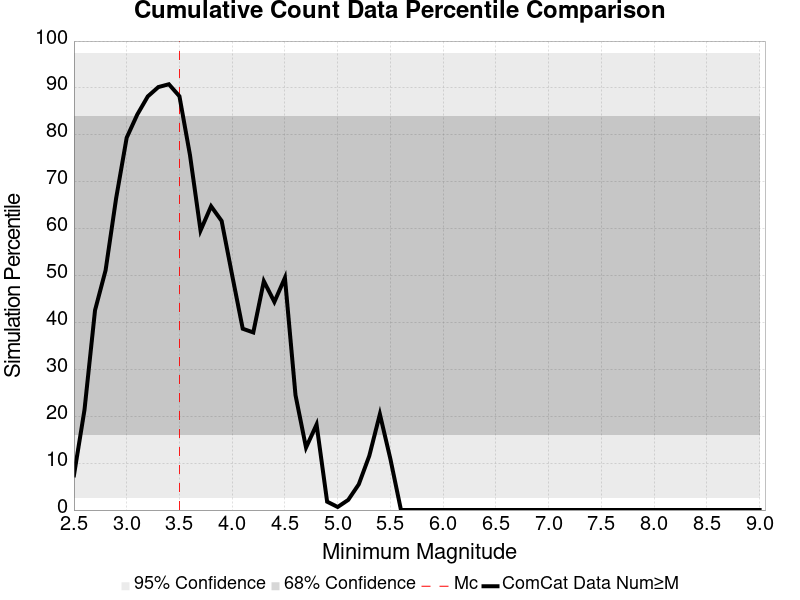 Cumulative Count Data Percentile Comparison
100
90
80
70
60
50
40
30
20
10
0
Simulation Percentile
2.5 3.0 3.5 4.0 4.5 5.0 5.5 6.0 6.5 7.0 7.5 8.0 8.5 9.0
Minimum Magnitude
95% Confidence 68% Confidence Mc ComCat Data Num≥M